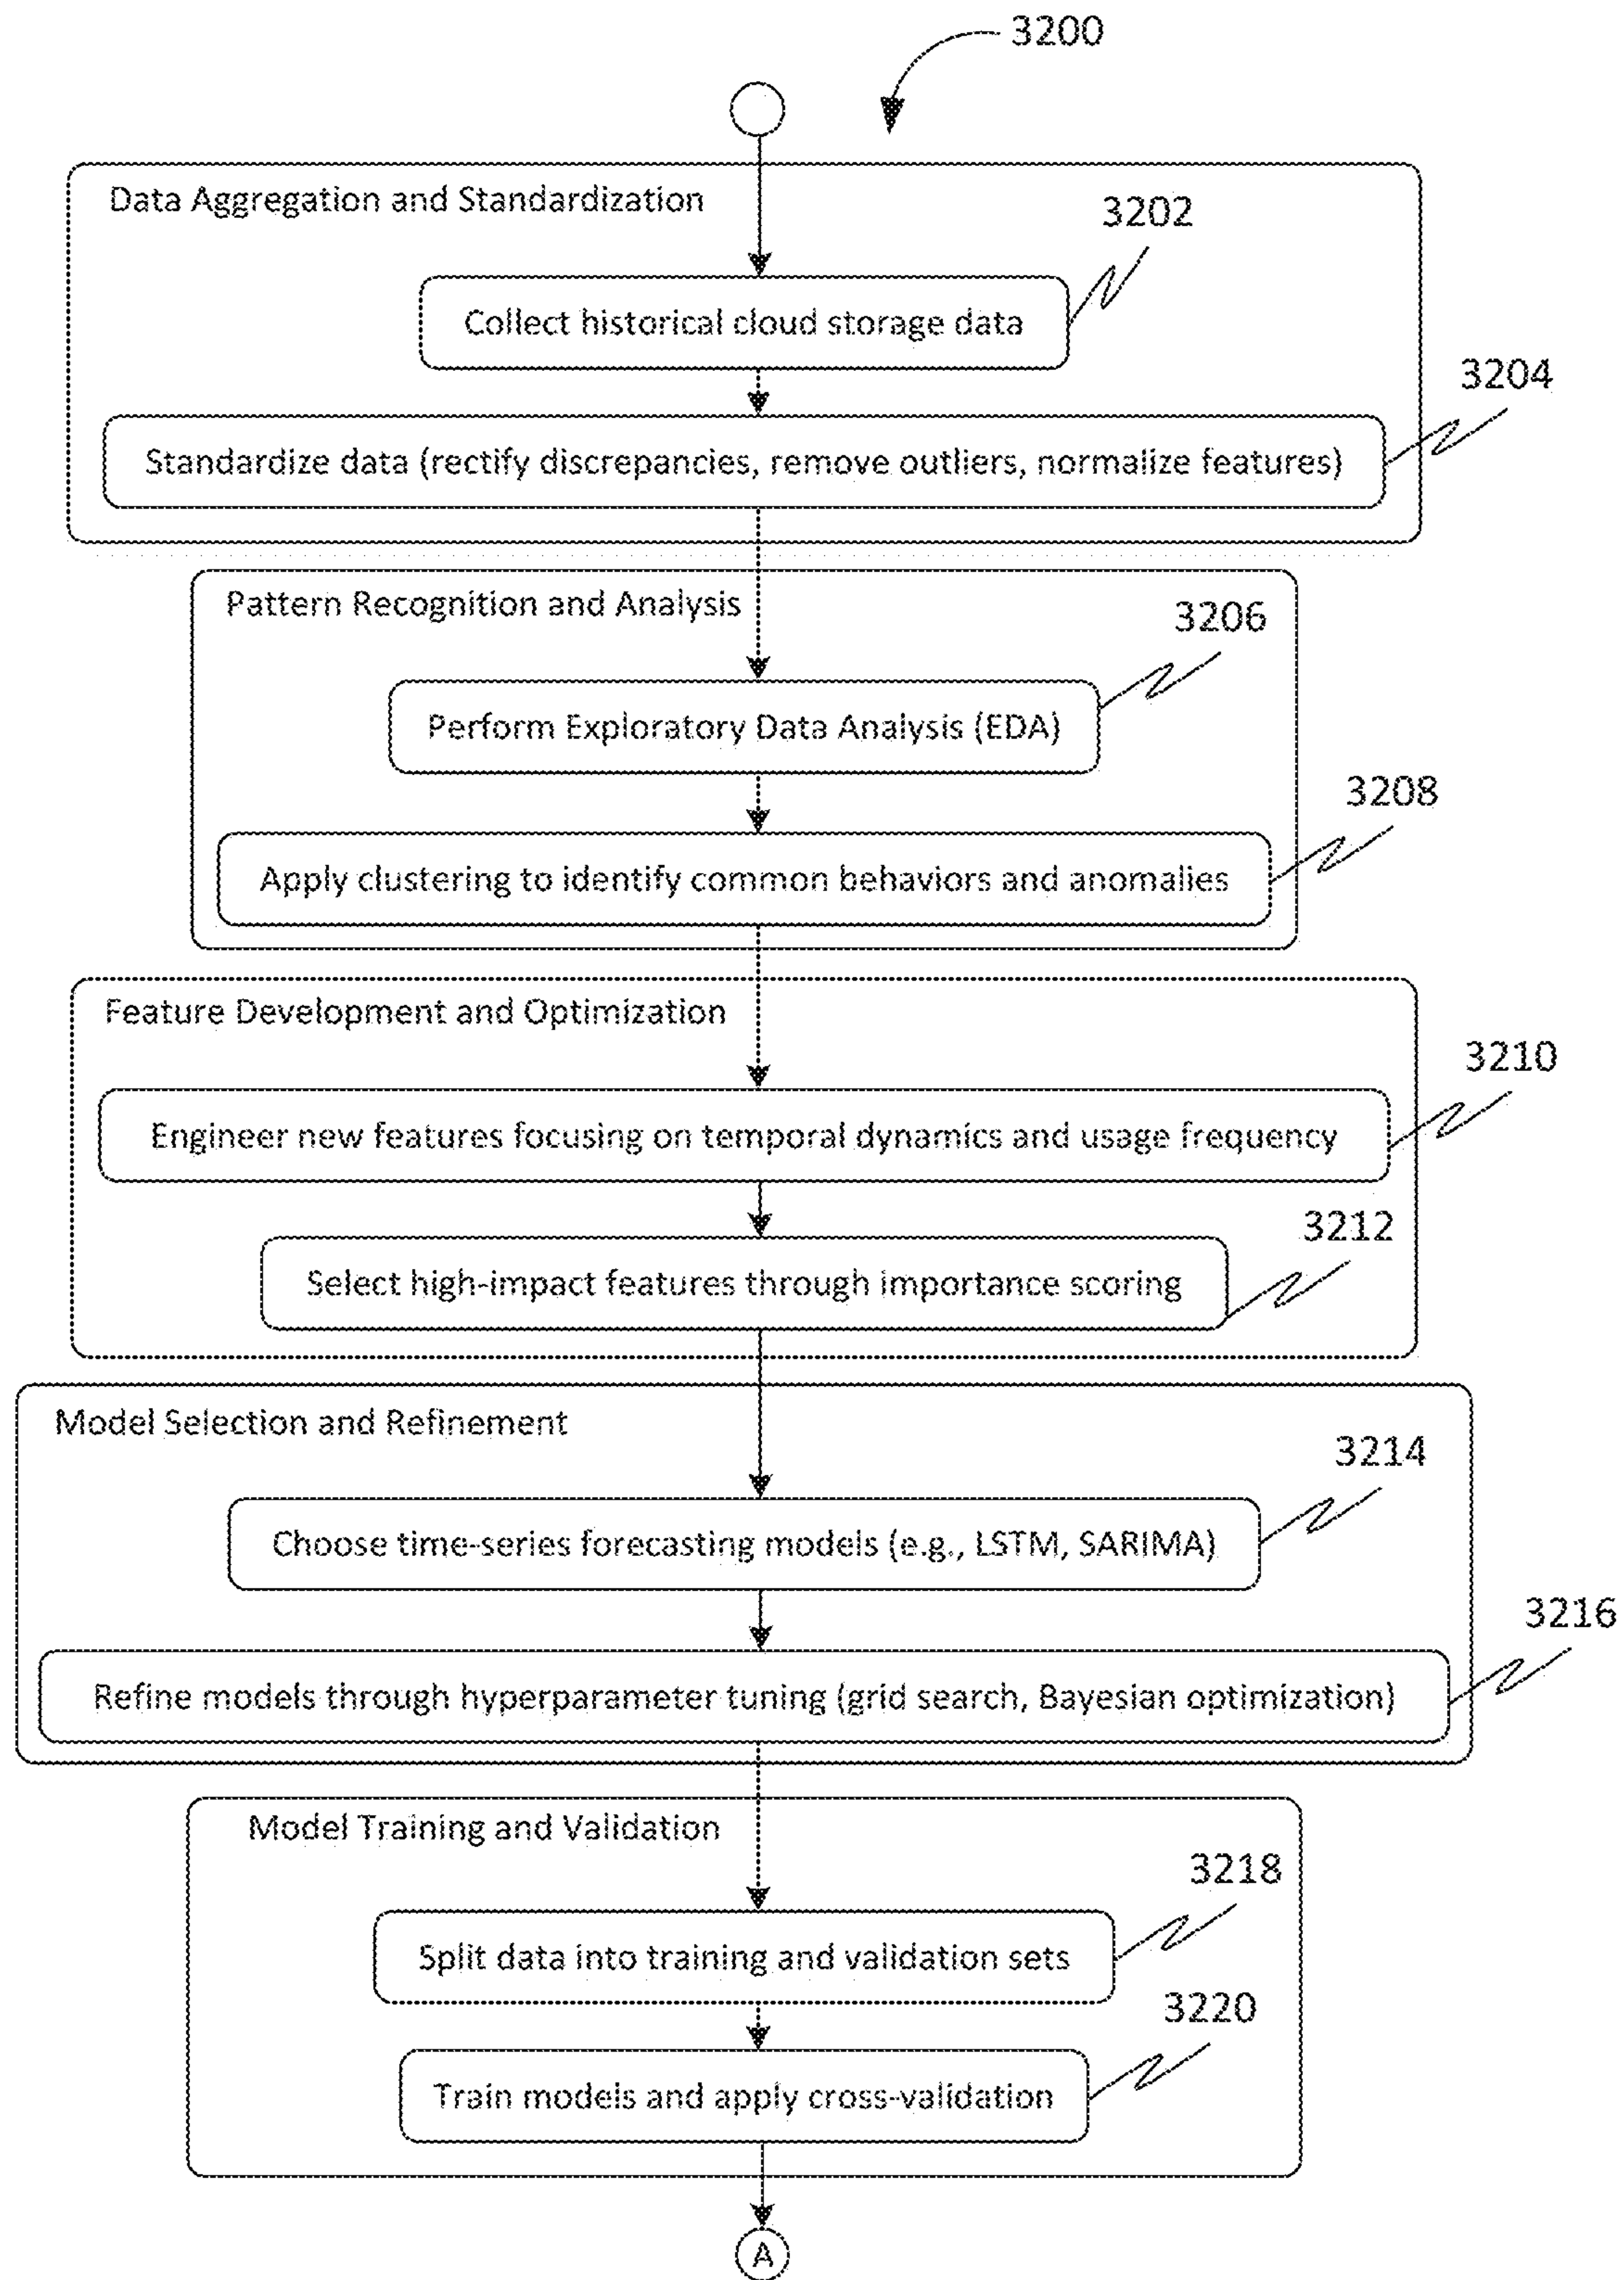 3200
Data Aggregation and Standardization
3202
Collect historical cloud storage data
3204
Standardize data (rectify discrepancies, remove outliers, normalize features)
Pattern Recognition and Analysis
3206
Perform Exploratory Data Analysis (EDA)
3208
Apply clustering to identify common behaviors and anomalies
Feature Development and Optimization
3210
Engineer new features focusing on temporal dynamics and usage frequency
3212
Select high-impact features through importance scoring
Model Selection and Refinement
3214
Choose time-series forecasting models (e.g., LSTM, SARIMA)
3216
Refine models through hyperparameter tuning (grid search, Bayesian optimization)
Model Training and Validation
3218
Split data into training and validation sets
3220
Train models and apply cross-validation
A